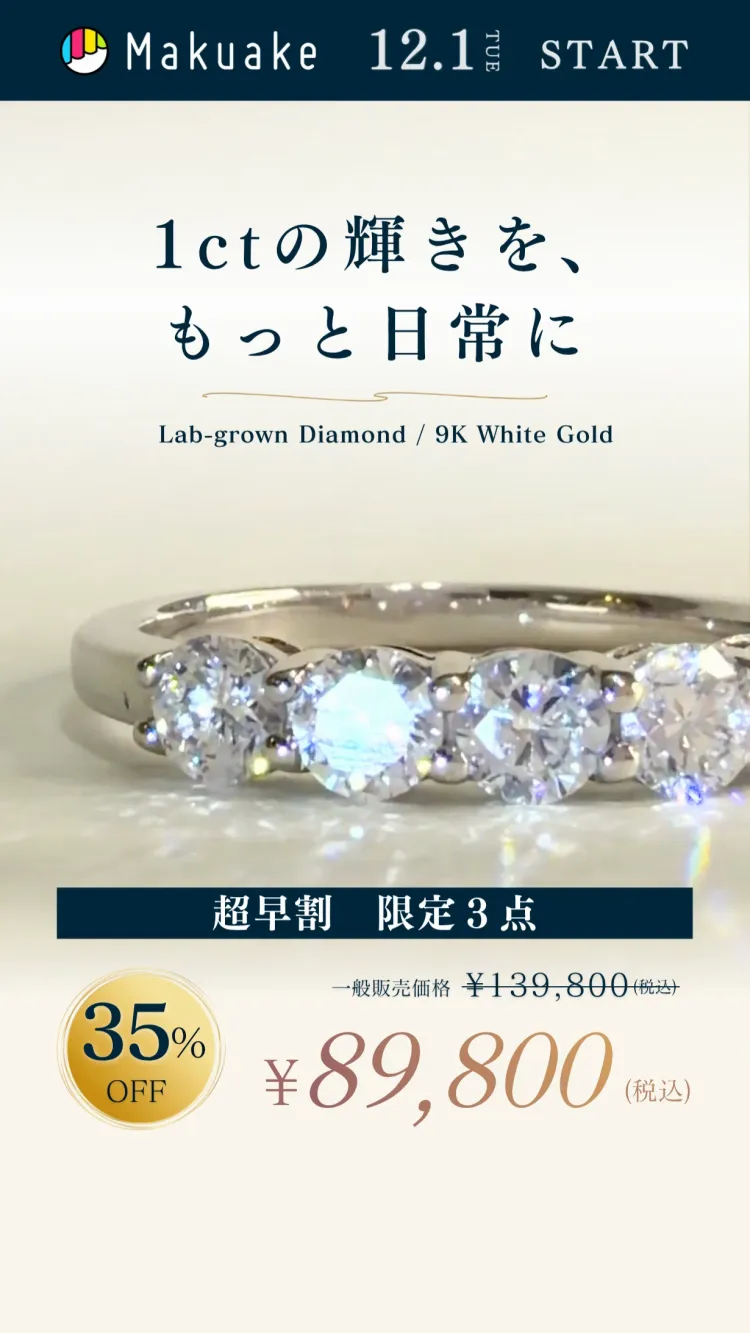 Makuake 12.1 TUE START
1ctの輝きを、
もっと日常に
Lab-grown Diamond / 9K White Gold
超早割 限定3点
一般販売価格 ¥139,800(税込)
35%
OFF
¥89,800(税込)